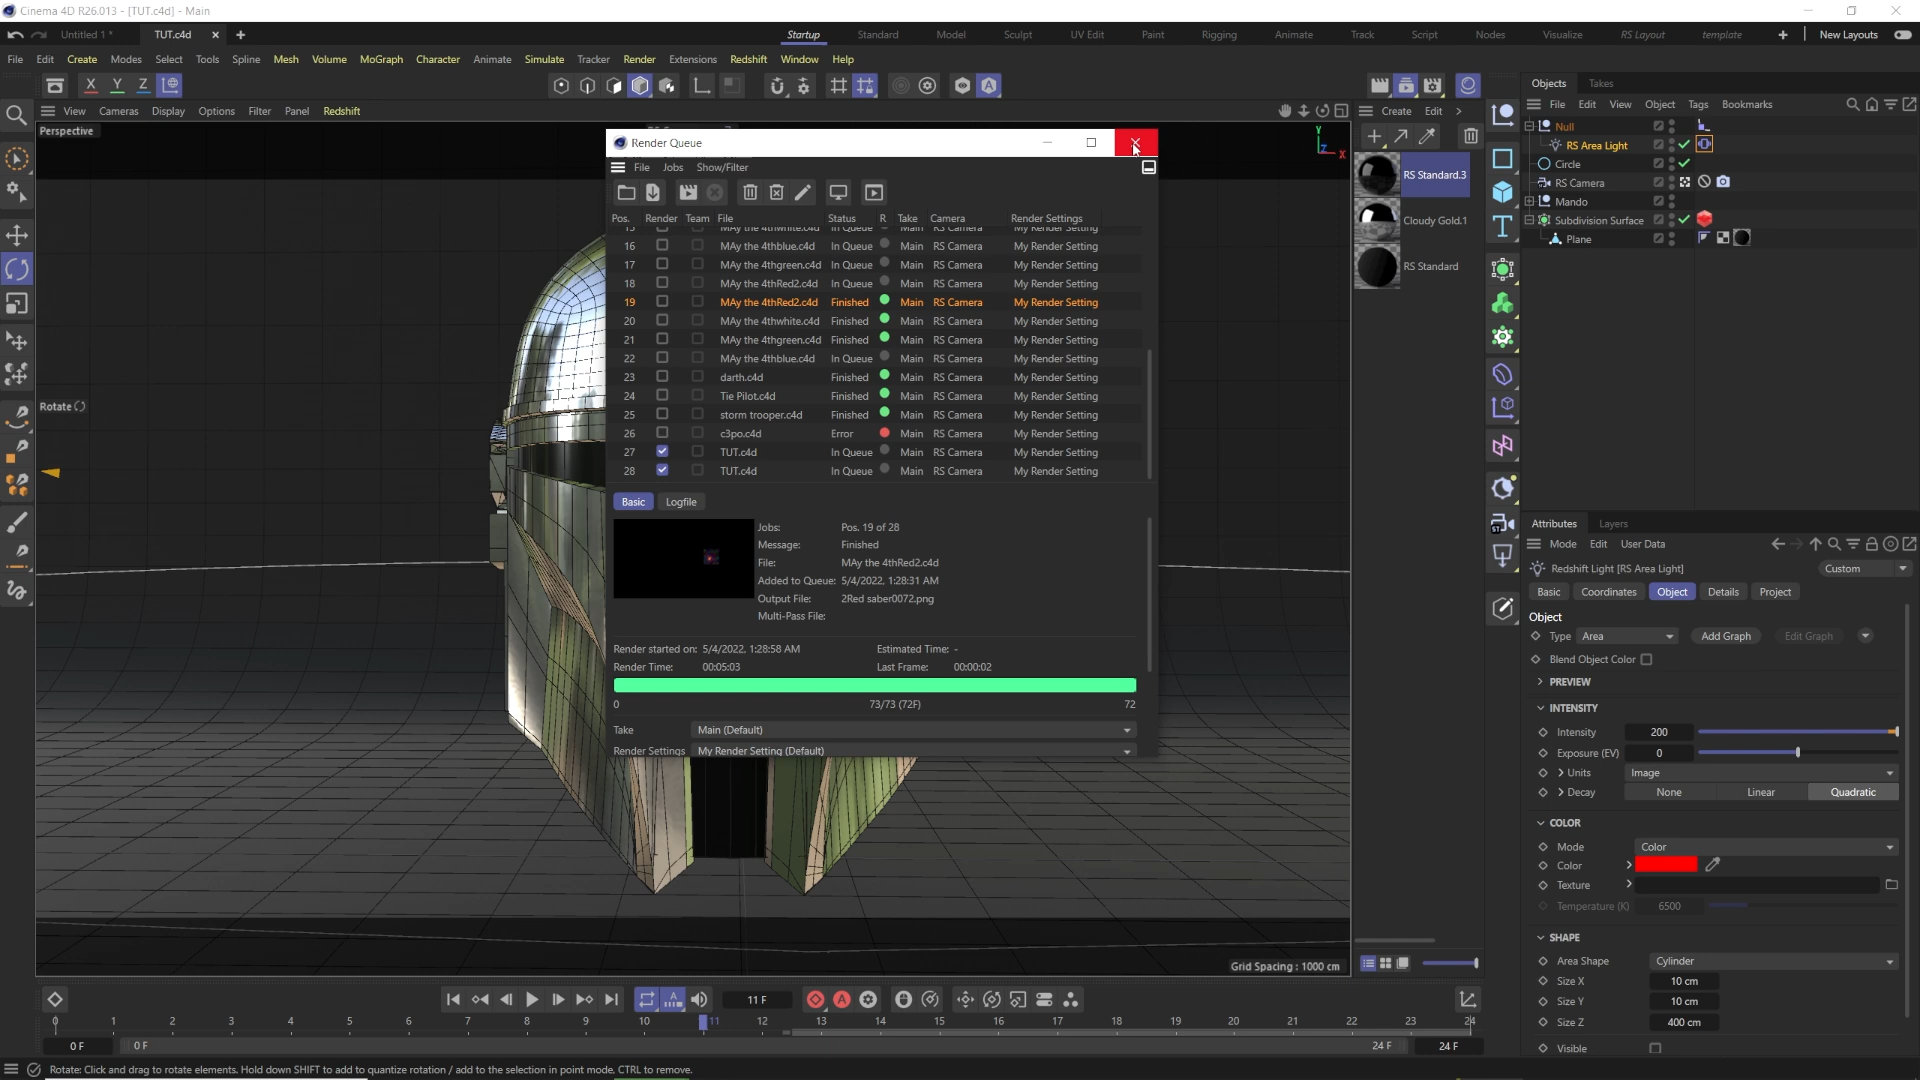 Cinema 4D R26.013 - [TUT.c4d] - Main
Untitled 1 * TUT.c4d Startup Standard Model Sculpt UV Edit Paint Rigging Animate Track Script Nodes Visualize RS Layout template New Layouts
File Edit Create Modes Select Tools Spline Mesh Volume MoGraph Character Animate Simulate Tracker Render Extensions Redshift Window Help
X Y Z
View Cameras Display Options Filter Panel Redshift
Perspective
Rotate
Y
Z
X
Grid Spacing : 1000 cm
Render Queue
File Jobs Show/Filter
Pos. Render Team File Status R Take Camera Render Settings
15 MAy the 4thwhite.c4d In Queue Main RS Camera My Render Setting
16 MAy the 4thblue.c4d In Queue Main RS Camera My Render Setting
17 MAy the 4thgreen.c4d In Queue Main RS Camera My Render Setting
18 MAy the 4thRed2.c4d In Queue Main RS Camera My Render Setting
19 MAy the 4thRed2.c4d Finished Main RS Camera My Render Setting
20 MAy the 4thwhite.c4d Finished Main RS Camera My Render Setting
21 MAy the 4thgreen.c4d Finished Main RS Camera My Render Setting
22 MAy the 4thblue.c4d In Queue Main RS Camera My Render Setting
23 darth.c4d Finished Main RS Camera My Render Setting
24 Tie Pilot.c4d Finished Main RS Camera My Render Setting
25 storm trooper.c4d Finished Main RS Camera My Render Setting
26 c3po.c4d Error Main RS Camera My Render Setting
27 TUT.c4d In Queue Main RS Camera My Render Setting
28 TUT.c4d In Queue Main RS Camera My Render Setting
Basic Logfile
Jobs: Pos. 19 of 28
Message: Finished
File: MAy the 4thRed2.c4d
Added to Queue: 5/4/2022, 1:28:31 AM
Output File: 2Red saber0072.png
Multi-Pass File:
Render started on: 5/4/2022, 1:28:58 AM Estimated Time: -
Render Time: 00:05:03 Last Frame: 00:00:02
0 73/73 (72F) 72
Take Main (Default)
Render Settings My Render Setting (Default)
Create Edit
RS Standard.3
Cloudy Gold.1
RS Standard
Objects Takes
File Edit View Object Tags Bookmarks
Null
RS Area Light
Circle
RS Camera
Mando
Subdivision Surface
Plane
Attributes Layers
Mode Edit User Data
Redshift Light [RS Area Light] Custom
Basic Coordinates Object Details Project
Object
Type Area Add Graph Edit Graph
Blend Object Color
PREVIEW
INTENSITY
Intensity 200
Exposure (EV) 0
Units Image
Decay None Linear Quadratic
COLOR
Mode Color
Color
Texture
Temperature (K) 6500
SHAPE
Area Shape Cylinder
Size X 10 cm
Size Y 10 cm
Size Z 400 cm
Visible
11 F
0 1 2 3 4 5 6 7 8 9 10 11 12 13 14 15 16 17 18 19 20 21 22 23 24
0 F 0 F 24 F 24 F
Rotate: Click and drag to rotate elements. Hold down SHIFT to add to quantize rotation / add to the selection in point mode, CTRL to remove.